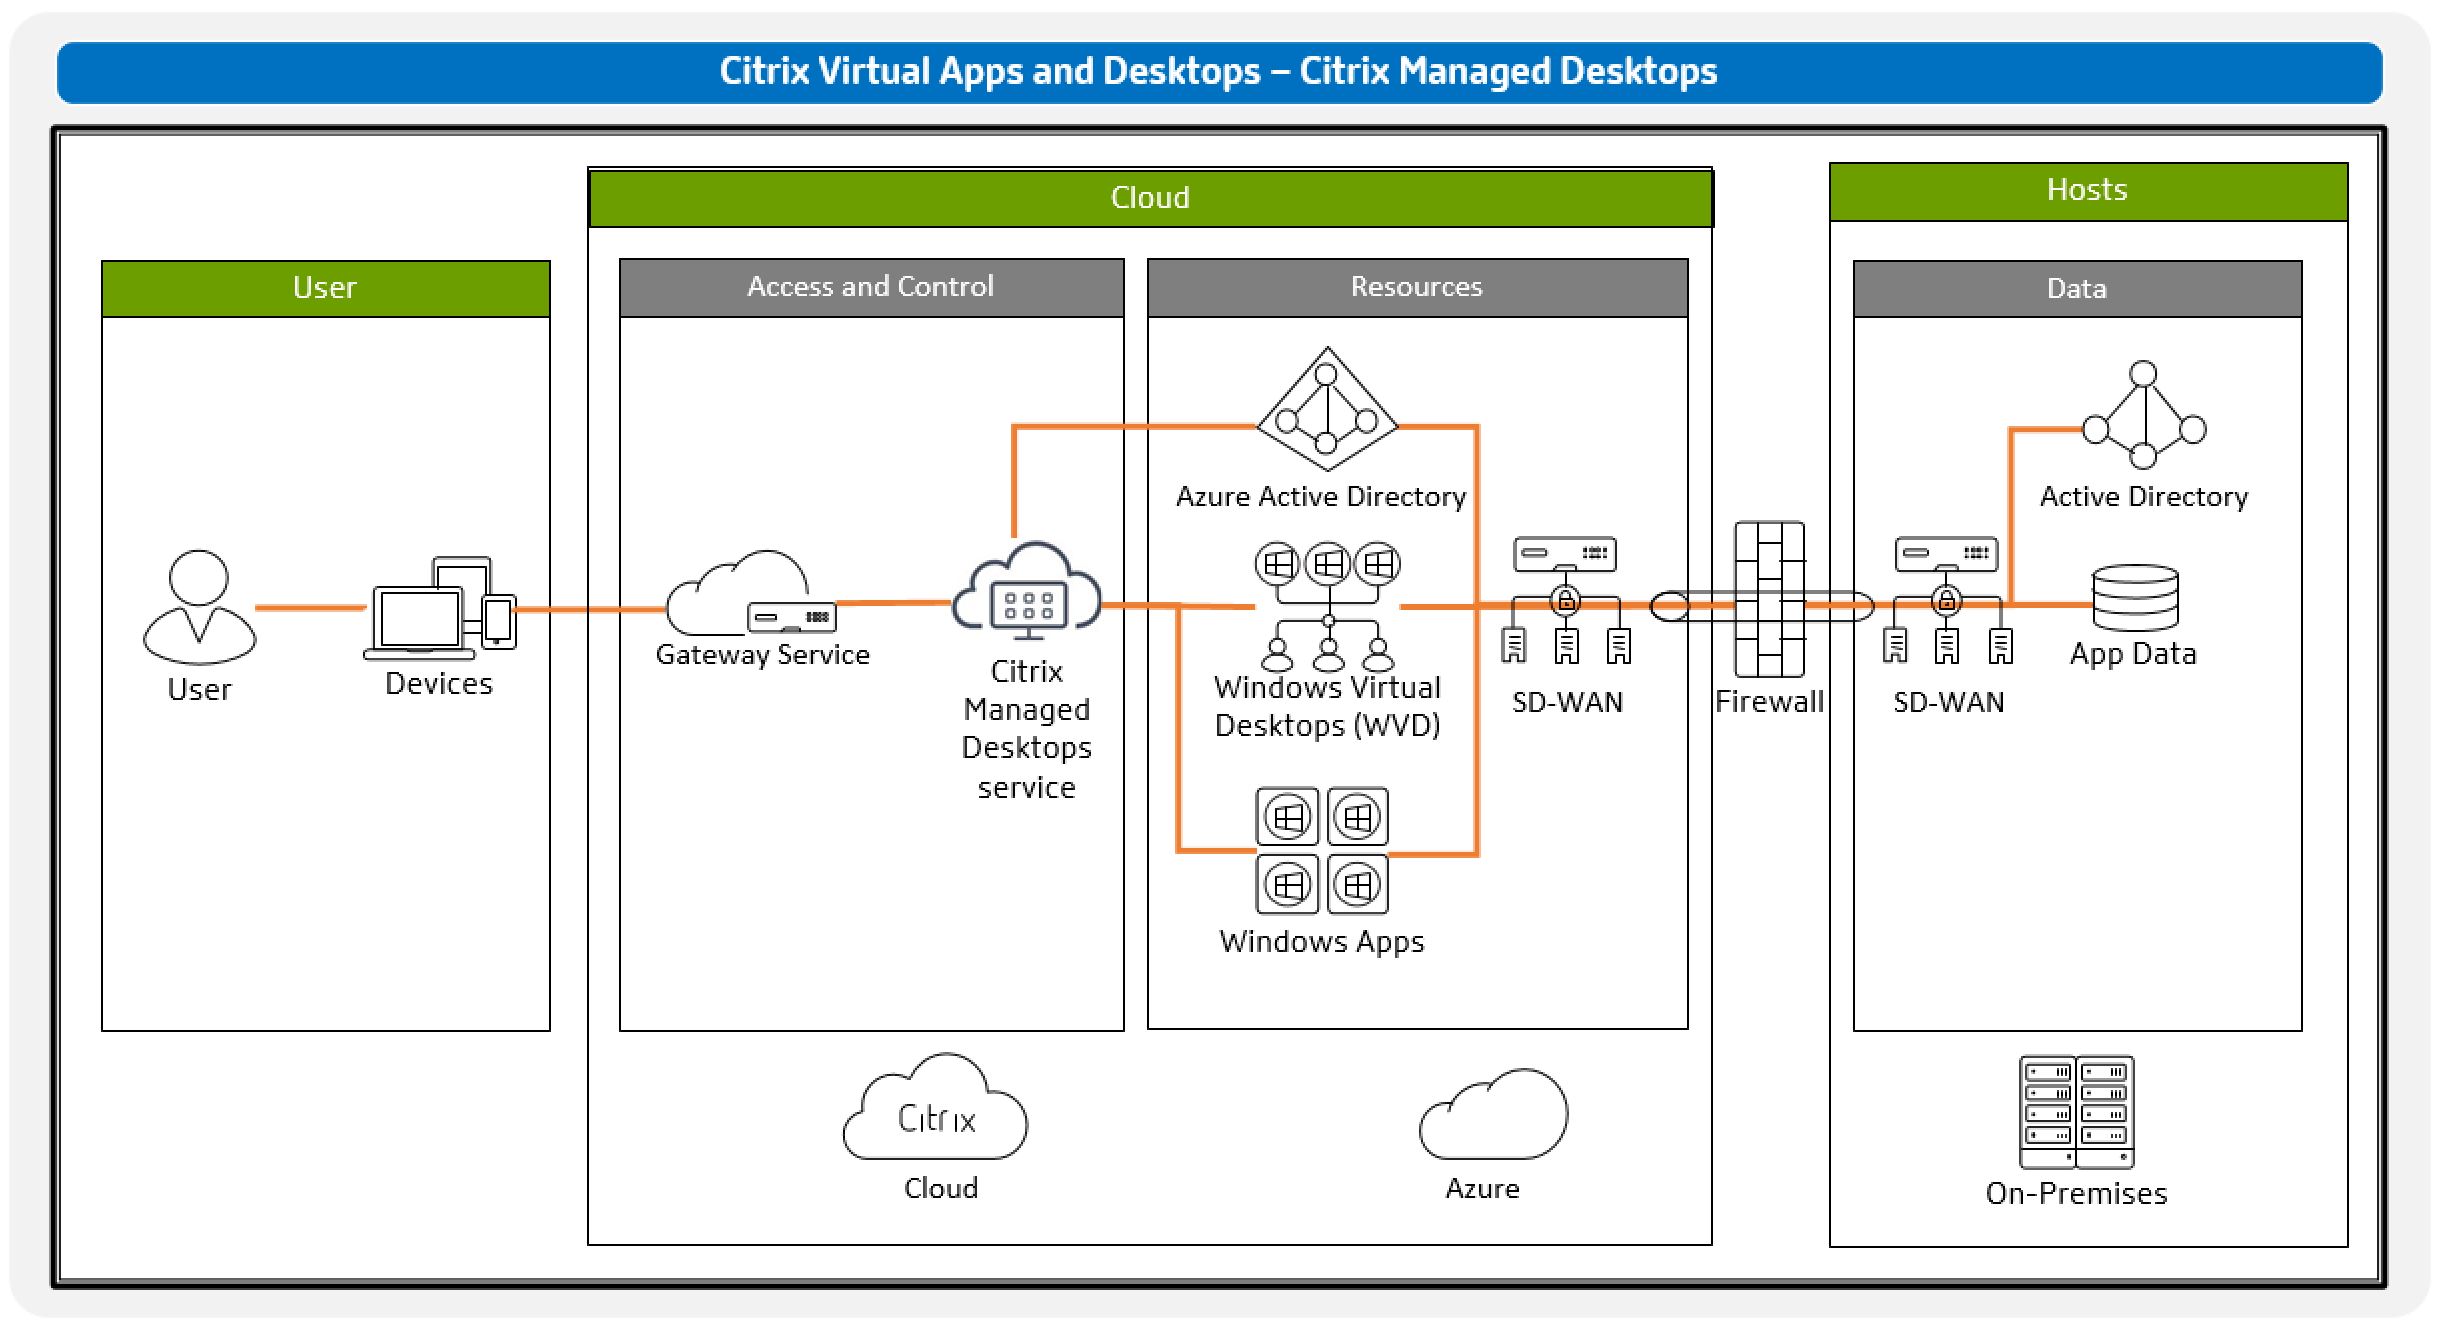 Citrix Virtual Apps and Desktops – Citrix Managed Desktops
Cloud
Hosts
User
Access and Control
Resources
Data
Azure Active Directory
Active Directory
User
Devices
Gateway Service
Citrix
Managed
Desktops
service
Windows Virtual
Desktops (WVD)
SD-WAN
Firewall
SD-WAN
App Data
Windows Apps
Citrix
Cloud
Azure
On-Premises